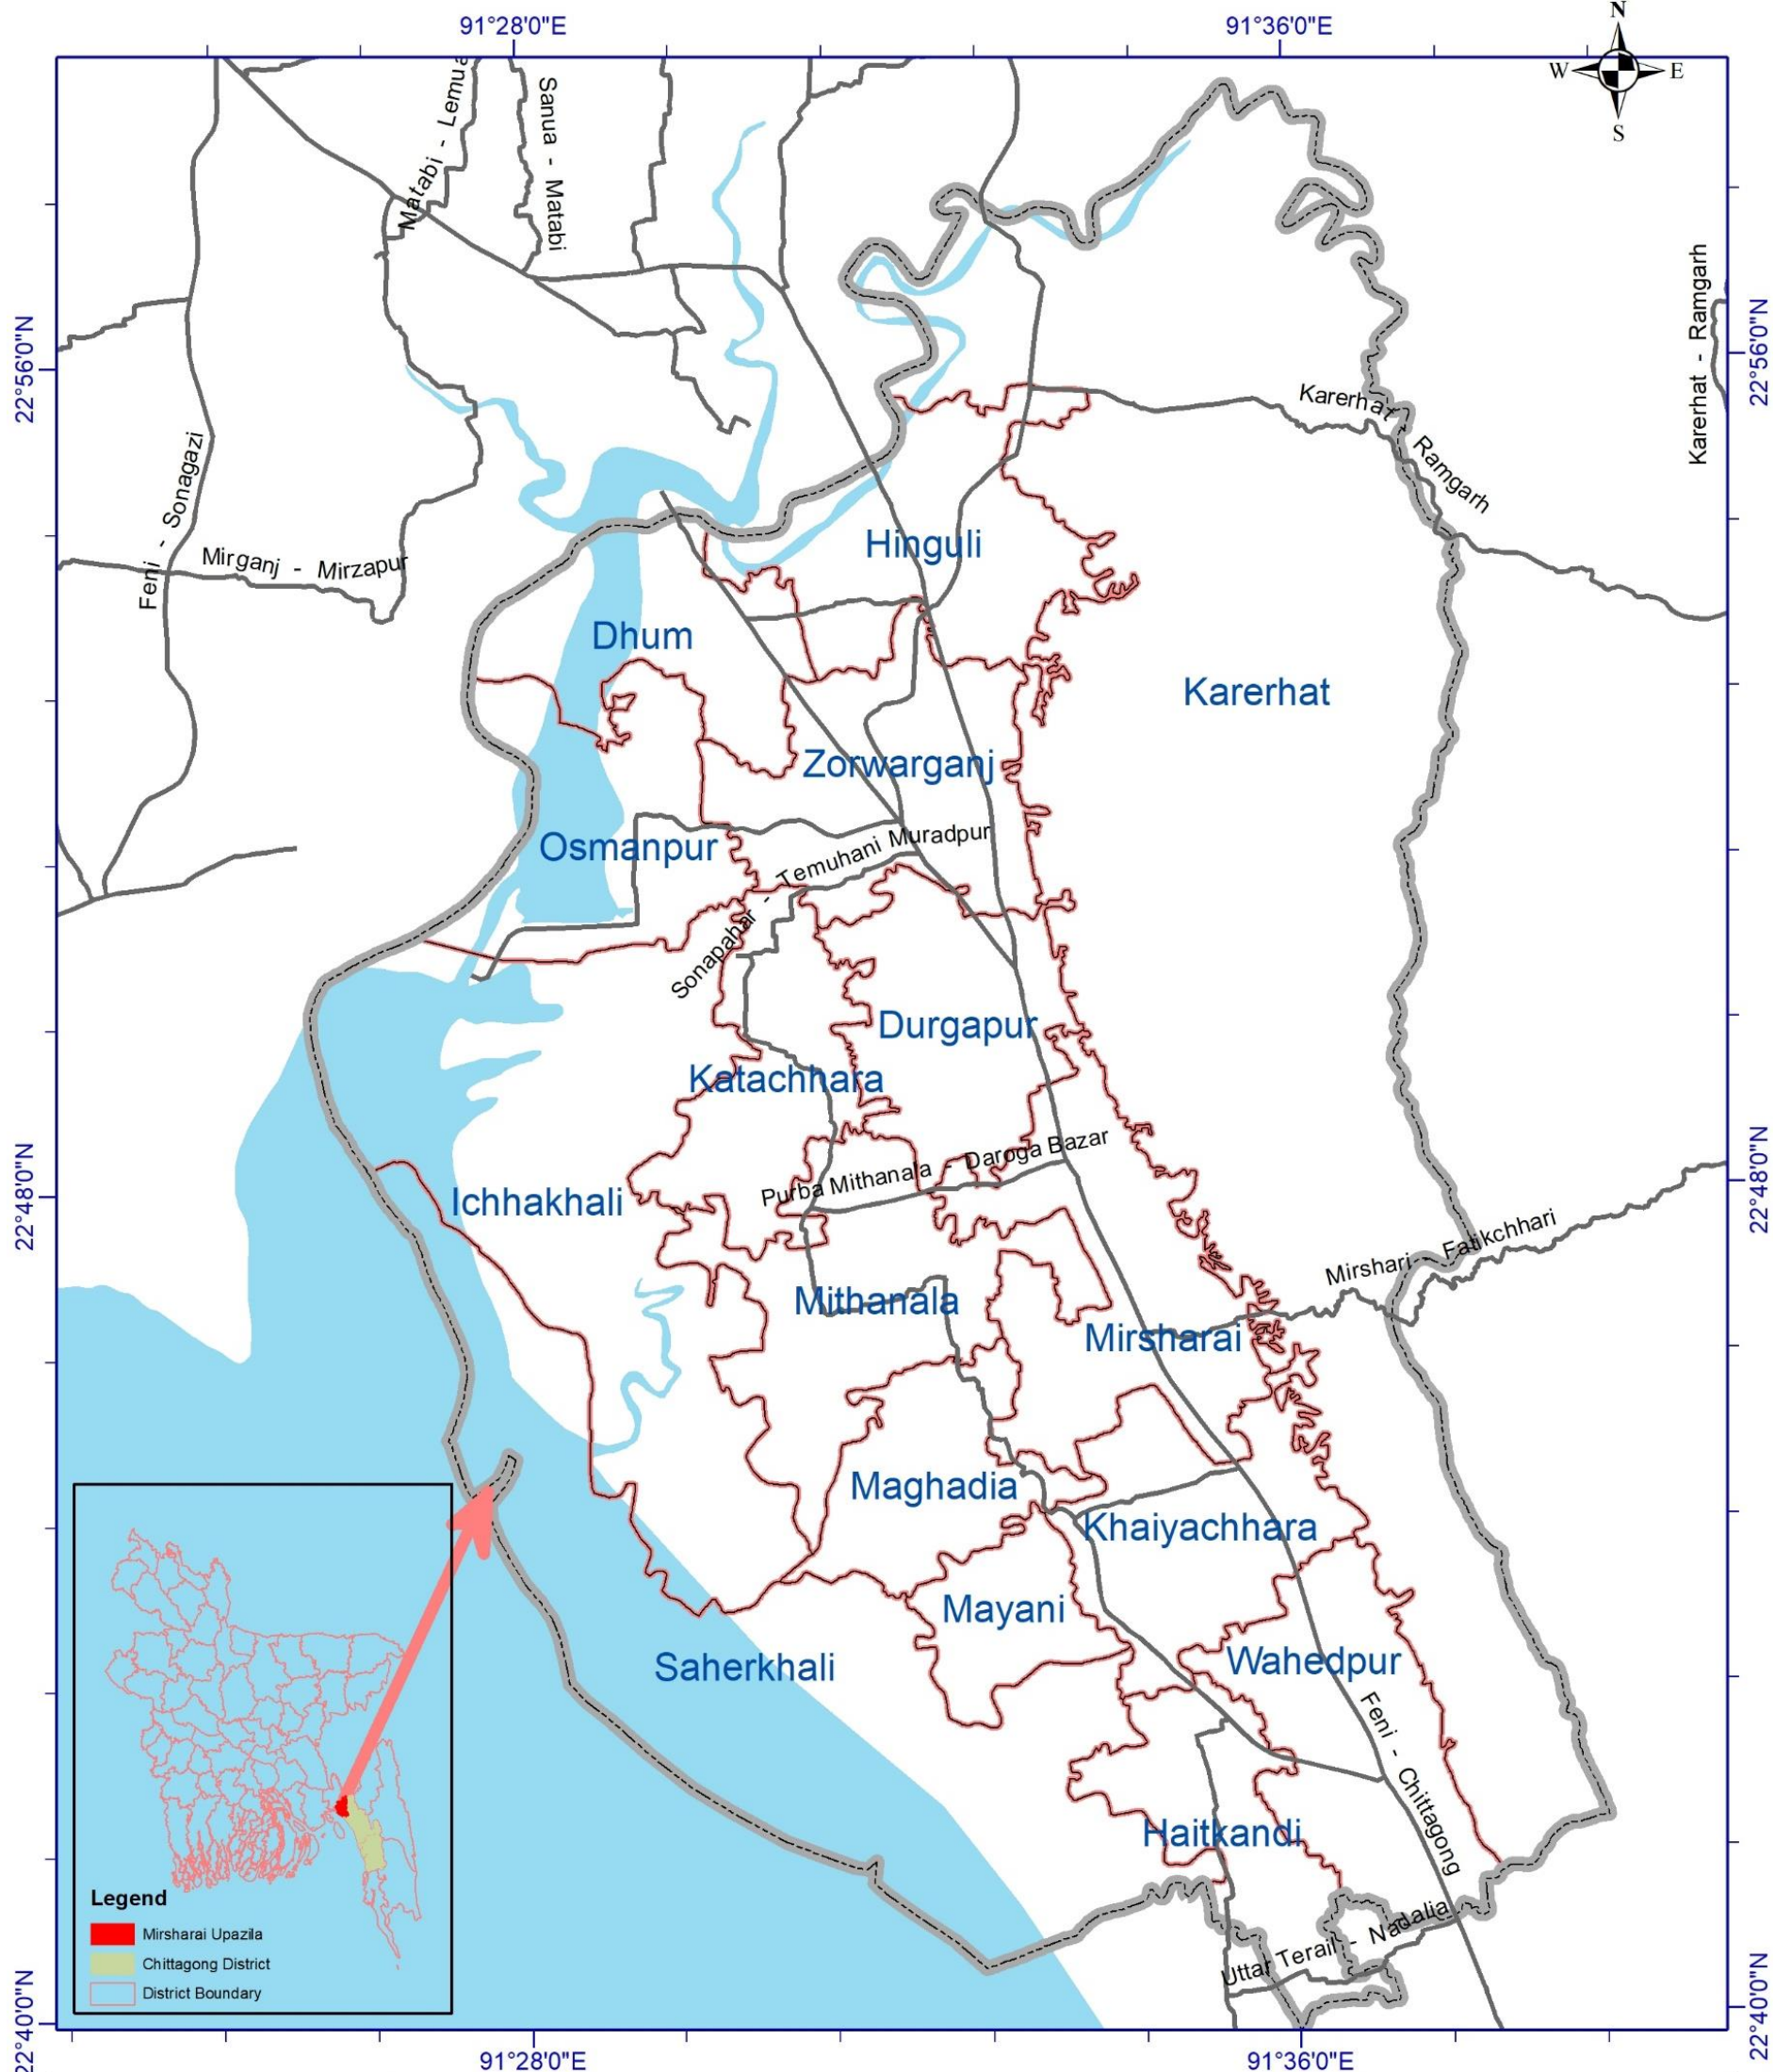 91°28'0"E
91°36'0"E
N
W
E
S
Matabi - Lemua
Sanua - Matabi
Karerhat - Ramgarh
22°56'0"N
22°56'0"N
Karerhat
Ramgarh
Feni - Sonagazi
Mirganj - Mirzapur
Hinguli
Dhum
Karerhat
Zorwarganj
Osmanpur
Sonapahar - Temuhani Muradpur
Durgapur
Katachhara
Purba Mithanala - Daroga Bazar
22°48'0"N
22°48'0"N
Ichhakhali
Mirshari - Fatikchhari
Mithanala
Mirsharai
Maghadia
Khaiyachhara
Mayani
Saherkhali
Wahedpur
Feni - Chittagong
Haitkandi
Uttar Terail - Nadalia
Legend
Mirsharai Upazila
Chittagong District
District Boundary
22°40'0"N
22°40'0"N
91°28'0"E
91°36'0"E